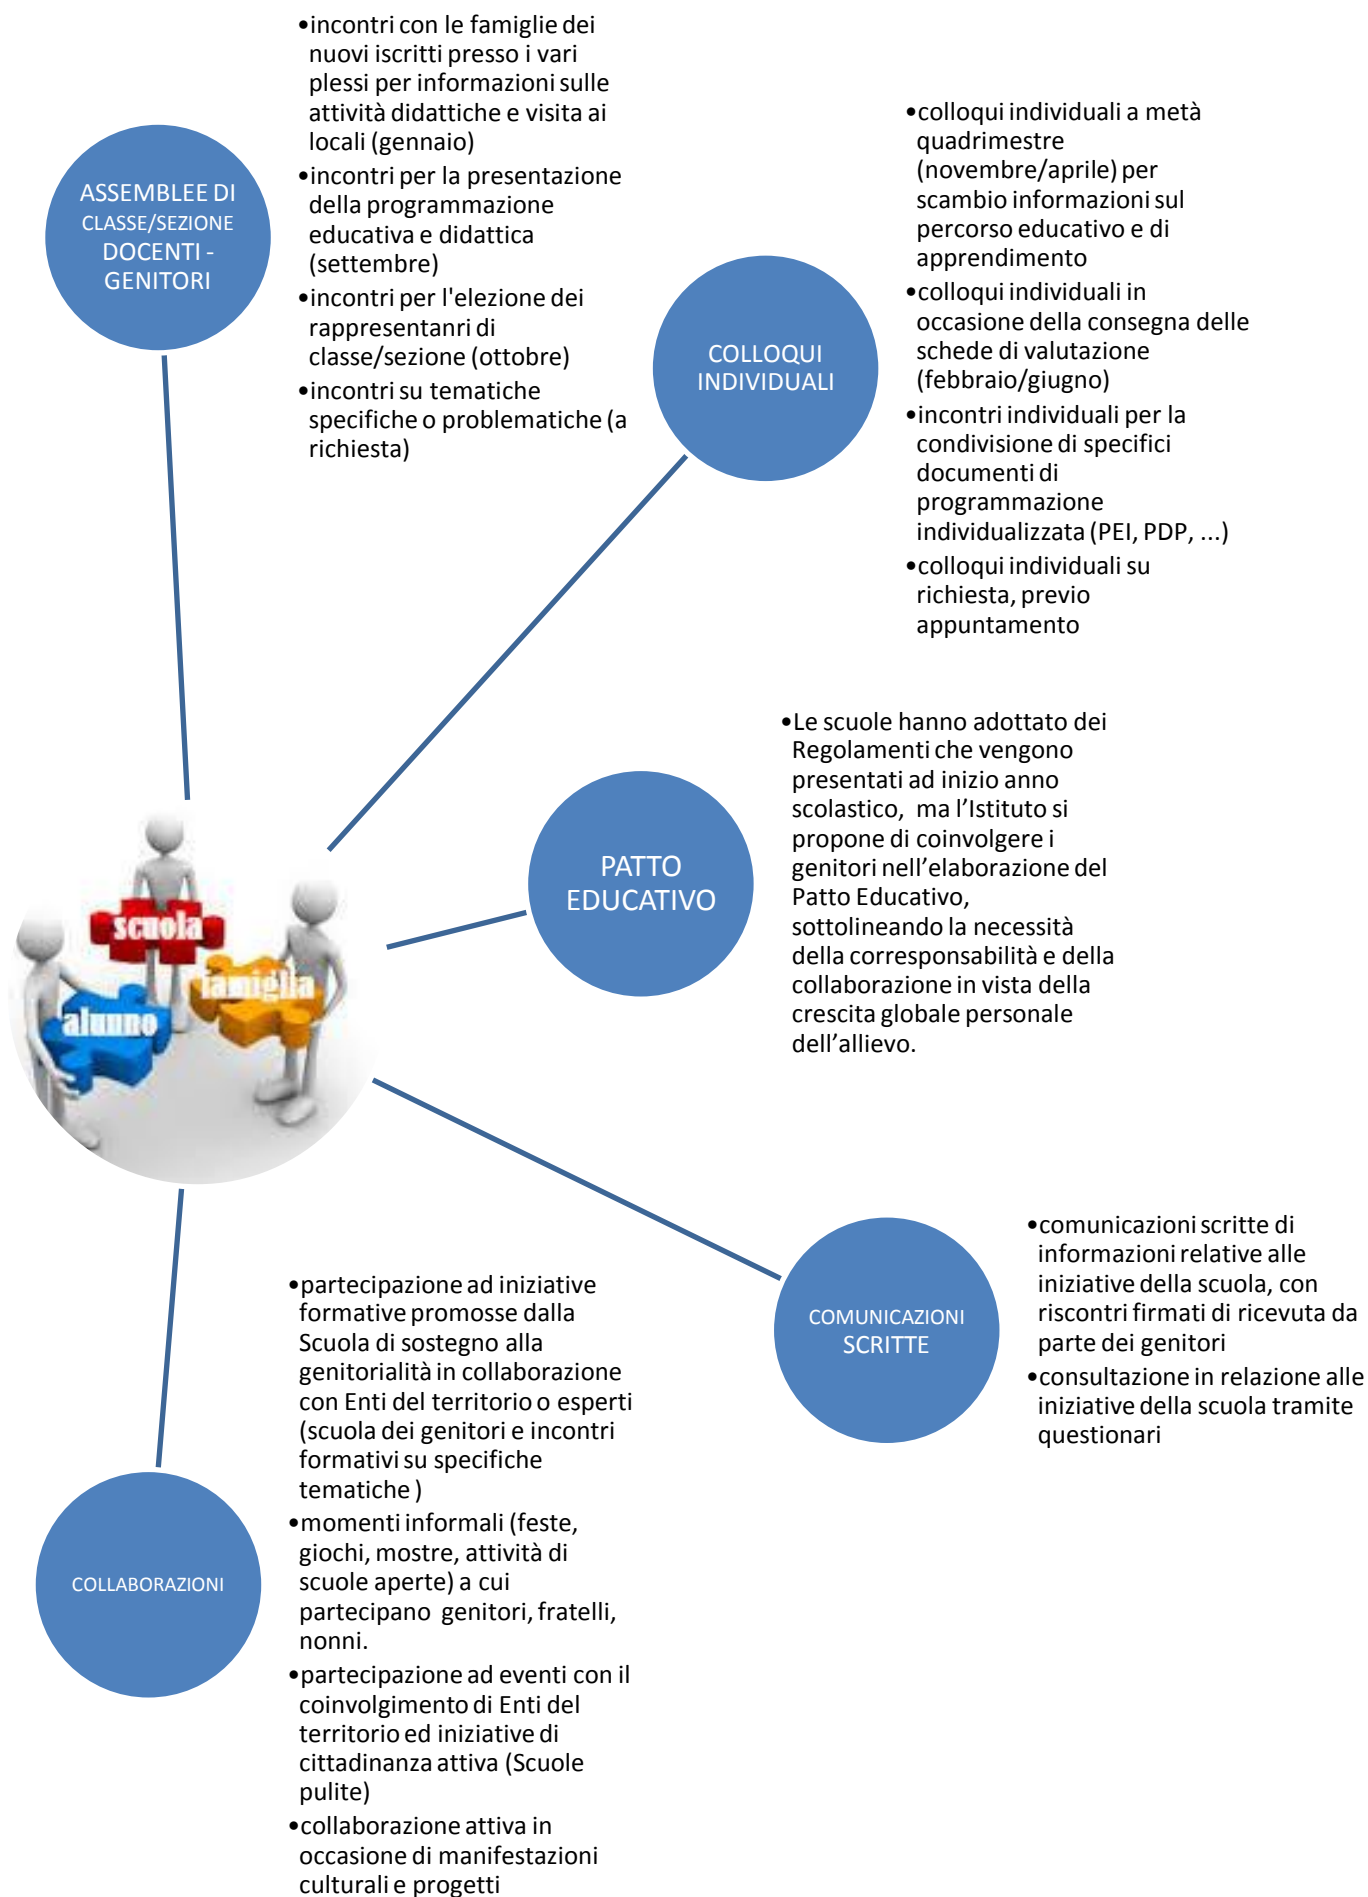 •incontri con le famiglie dei
nuovi iscritti presso i vari
plessi per informazioni sulle
attività didattiche e visita ai
locali (gennaio)
•incontri per la presentazione
della programmazione
educativa e didattica
(settembre)
•incontri per l'elezione dei
rappresentanri di
classe/sezione (ottobre)
•incontri su tematiche
specifiche o problematiche (a
richiesta)
ASSEMBLEE DI
CLASSE/SEZIONE
DOCENTI -
GENITORI
•colloqui individuali a metà
quadrimestre
(novembre/aprile) per
scambio informazioni sul
percorso educativo e di
apprendimento
•colloqui individuali in
occasione della consegna delle
schede di valutazione
(febbraio/giugno)
•incontri individuali per la
condivisione di specifici
documenti di
programmazione
individualizzata (PEI, PDP, ...)
•colloqui individuali su
richiesta, previo
appuntamento
COLLOQUI
INDIVIDUALI
•Le scuole hanno adottato dei
Regolamenti che vengono
presentati ad inizio anno
scolastico,  ma l’Istituto si
propone di coinvolgere i
genitori nell’elaborazione del
Patto Educativo,
sottolineando la necessità
della corresponsabilità e della
collaborazione in vista della
crescita globale personale
dell’allievo.
PATTO
EDUCATIVO
scuola
famiglia
alunno
•comunicazioni scritte di
informazioni relative alle
iniziative della scuola, con
riscontri firmati di ricevuta da
parte dei genitori
•consultazione in relazione alle
iniziative della scuola tramite
questionari
COMUNICAZIONI
SCRITTE
•partecipazione ad iniziative
formative promosse dalla
Scuola di sostegno alla
genitorialità in collaborazione
con Enti del territorio o esperti
(scuola dei genitori e incontri
formativi su specifiche
tematiche )
•momenti informali (feste,
giochi, mostre, attività di
scuole aperte) a cui
partecipano  genitori, fratelli,
nonni.
•partecipazione ad eventi con il
coinvolgimento di Enti del
territorio ed iniziative di
cittadinanza attiva (Scuole
pulite)
•collaborazione attiva in
occasione di manifestazioni
culturali e progetti
COLLABORAZIONI